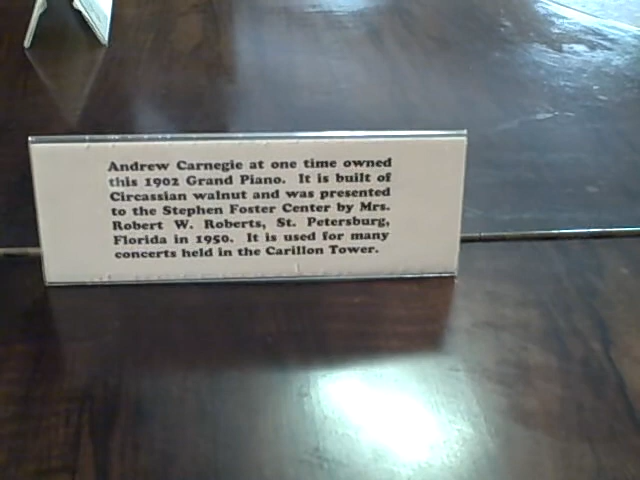 Andrew Carnegie at one time owned
this 1902 Grand Piano. It is built of
Circassian walnut and was presented
to the Stephen Foster Center by Mrs.
Robert W. Roberts, St. Petersburg,
Florida in 1950. It is used for many
concerts held in the Carillon Tower.